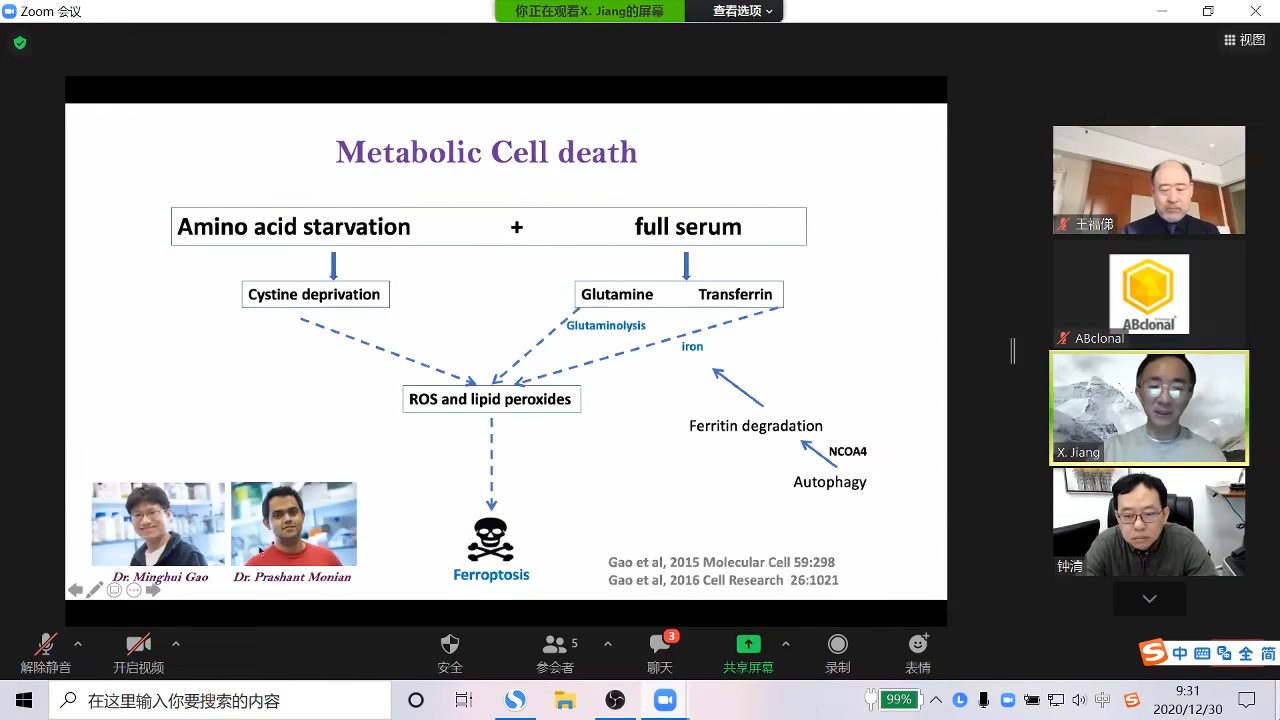 Zoom 会议
你正在观看X. Jiang的屏幕
查看选项
视图
Metabolic Cell death
Amino acid starvation + full serum
Cystine deprivation
Glutamine Transferrin
Glutaminolysis
iron
ROS and lipid peroxides
Ferritin degradation
NCOA4
Autophagy
Ferroptosis
Dr. Minghui Gao
Dr. Prashant Monian
Gao et al, 2015 Molecular Cell 59:298
Gao et al, 2016 Cell Research 26:1021
王福俤
ABclonal
ABclonal
X. Jiang
钟清
解除静音
开启视频
安全
5
参会者
3
聊天
共享屏幕
录制
表情
S 中 全 简
在这里输入你要搜索的内容
99%
中
9:31
2020/12/30